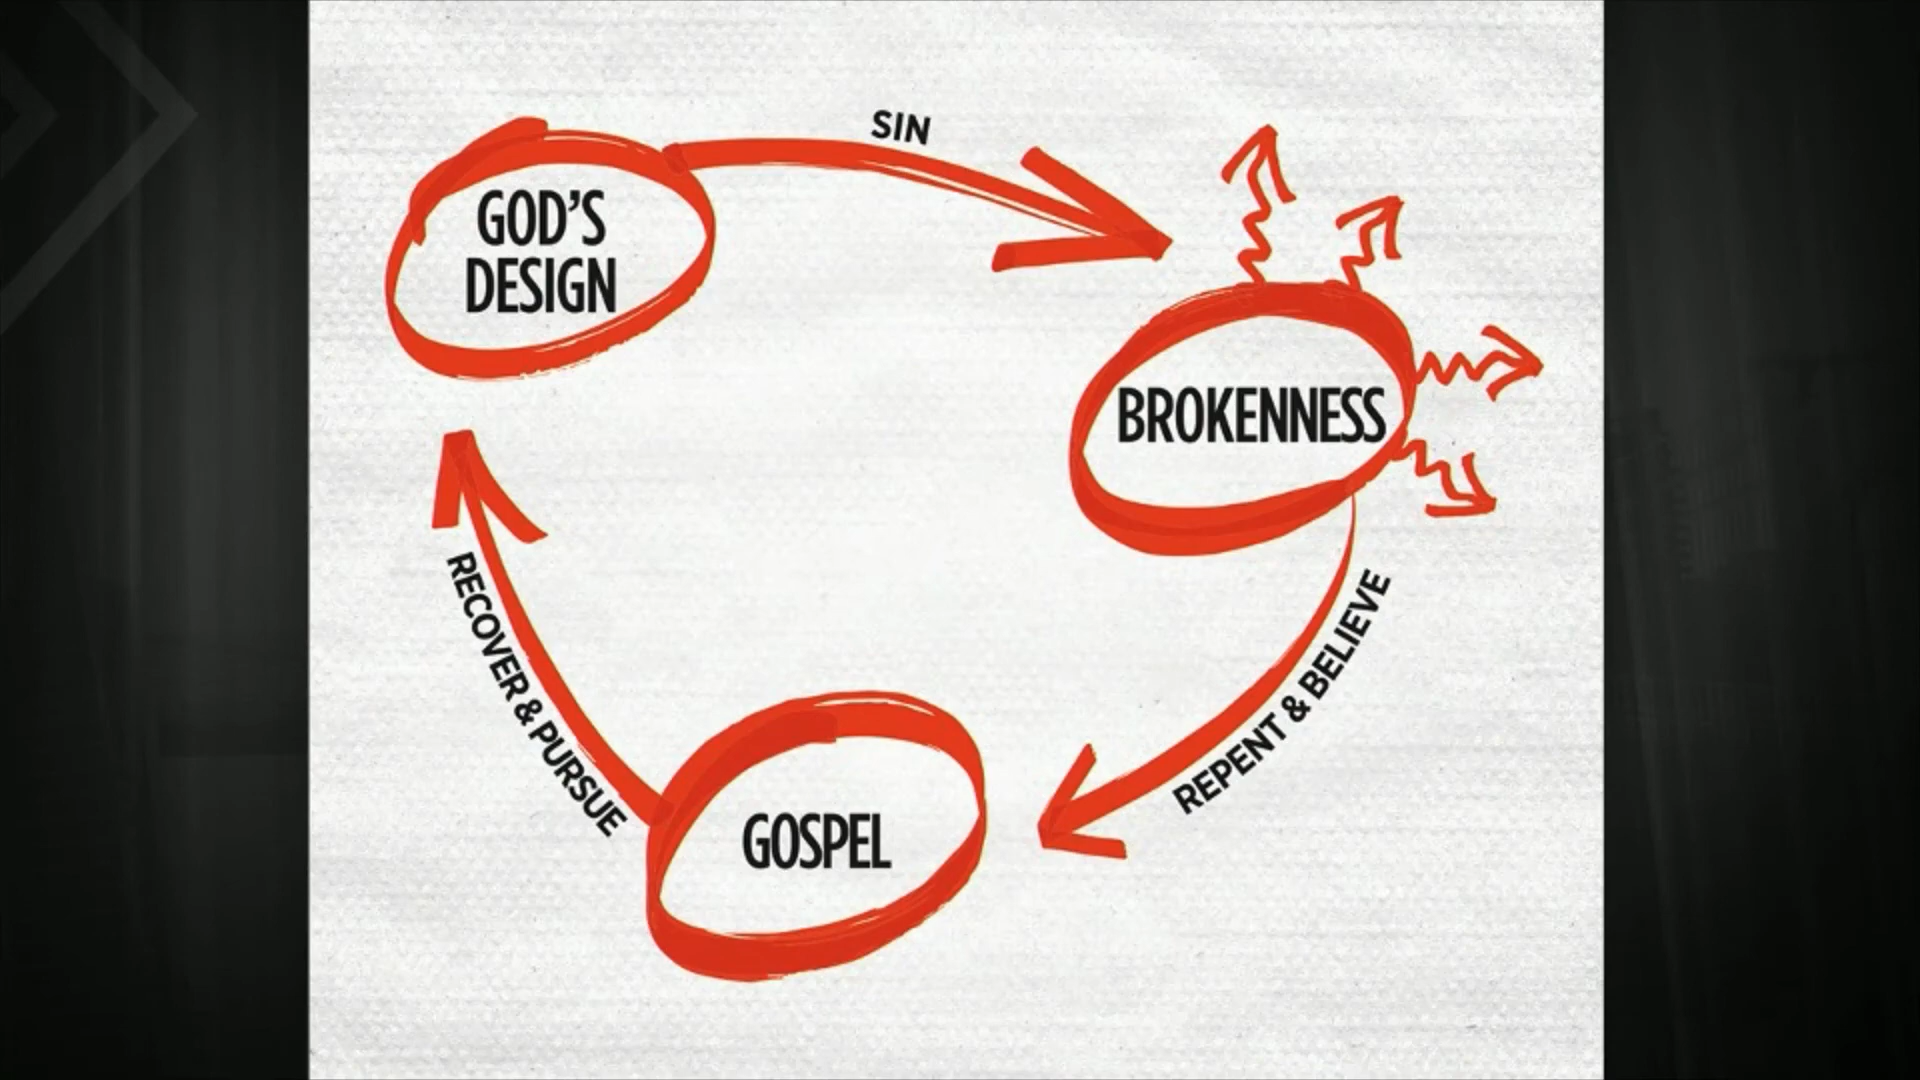 SIN
GOD'S
DESIGN
BROKENNESS
REPENT & BELIEVE
GOSPEL
RECOVER & PURSUE